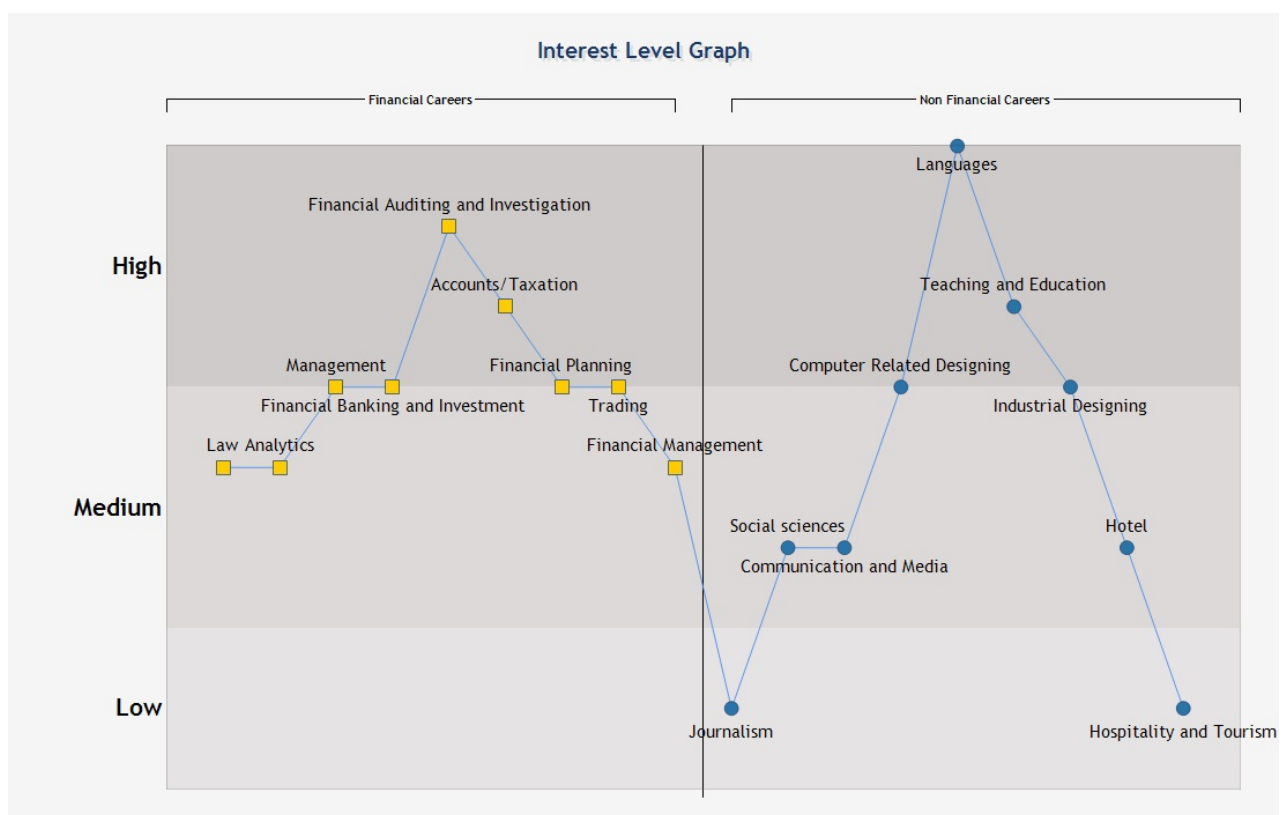 Interest Level Graph
Financial Careers
Non Financial Careers
Languages
Financial Auditing and Investigation
High
Accounts/Taxation
Teaching and Education
Management
Financial Planning
Computer Related Designing
Financial Banking and Investment
Trading
Industrial Designing
Law Analytics
Financial Management
Medium
Social sciences
Hotel
Communication and Media
Low
Journalism
Hospitality and Tourism